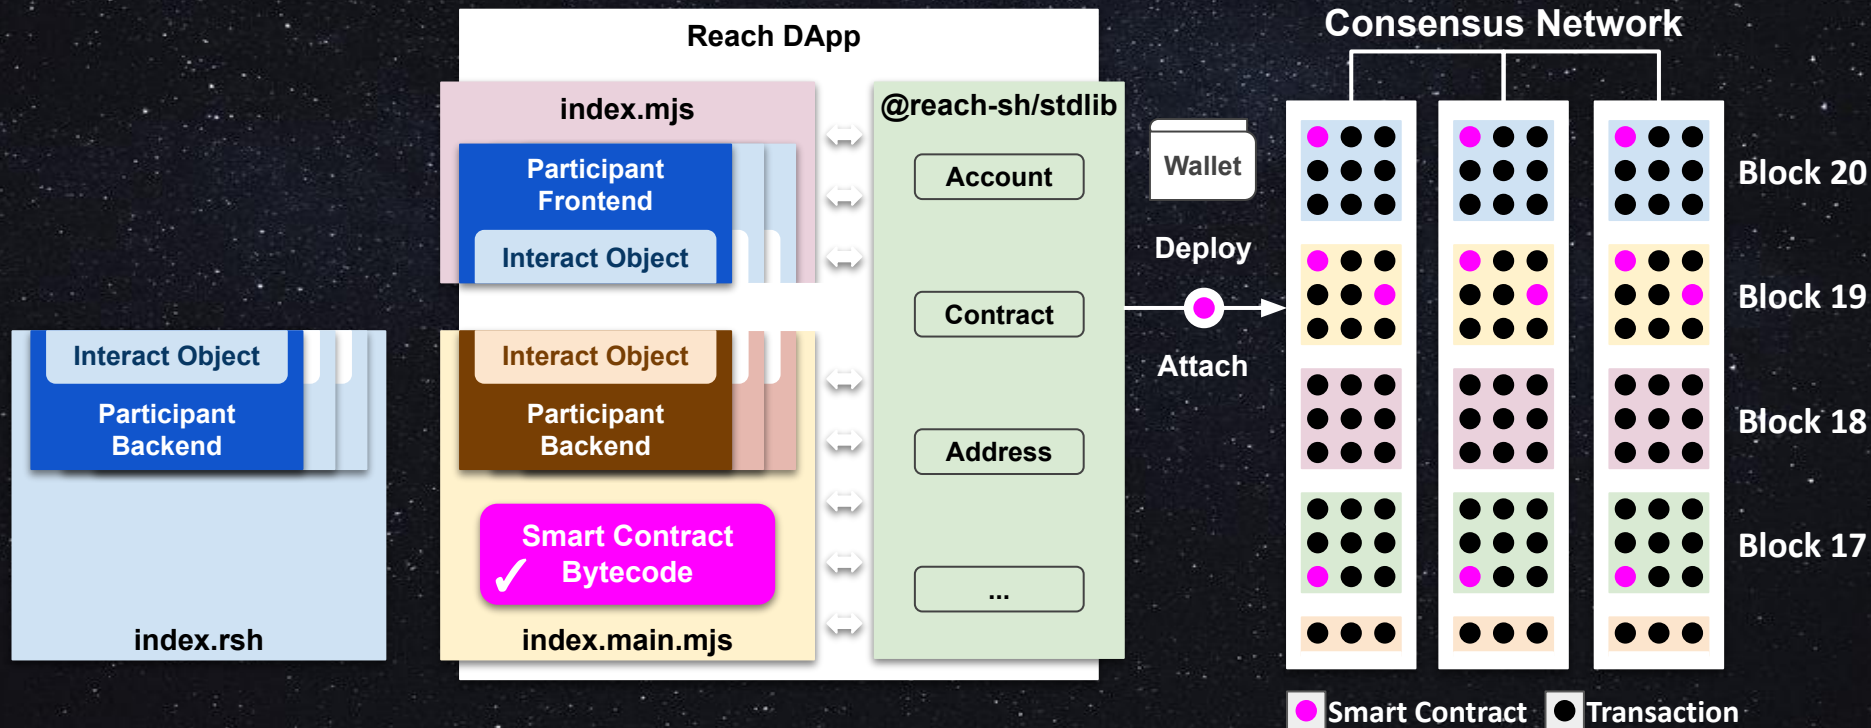 Reach DApp
Consensus Network
index.mjs
Participant
Frontend
Interact Object
@reach-sh/stdlib
Account
Contract
Address
...
Wallet
Deploy
Attach
Interact Object
Participant
Backend
index.rsh
Interact Object
Participant
Backend
Smart Contract
Bytecode
index.main.mjs
Block 20
Block 19
Block 18
Block 17
Smart Contract
Transaction